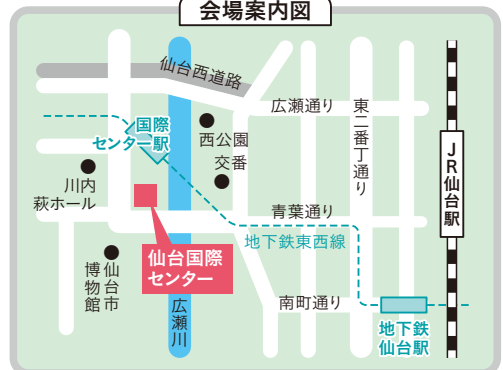 会場案内図
仙台西道路
広瀬通り
東二番丁通り
JR仙台駅
国際
センター駅
西公園
交番
川内
萩ホール
青葉通り
地下鉄東西線
仙台国際
センター
仙台市
博物館
広瀬川
南町通り
地下鉄
仙台駅